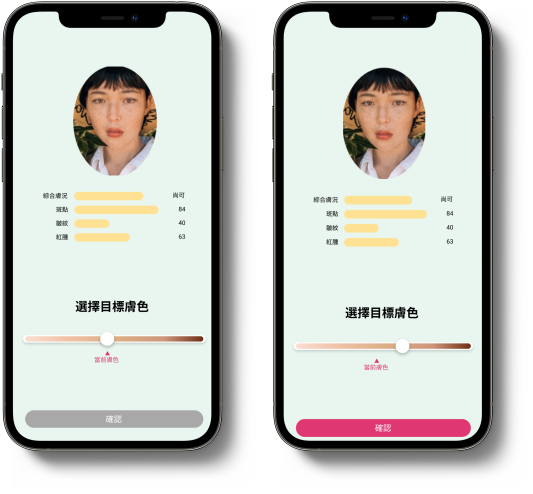 綜合膚況 尚可
斑點 84
皺紋 40
紅腫 63
選擇目標膚色
當前膚色
確認
綜合膚況 尚可
斑點 84
皺紋 40
紅腫 63
選擇目標膚色
當前膚色
確認